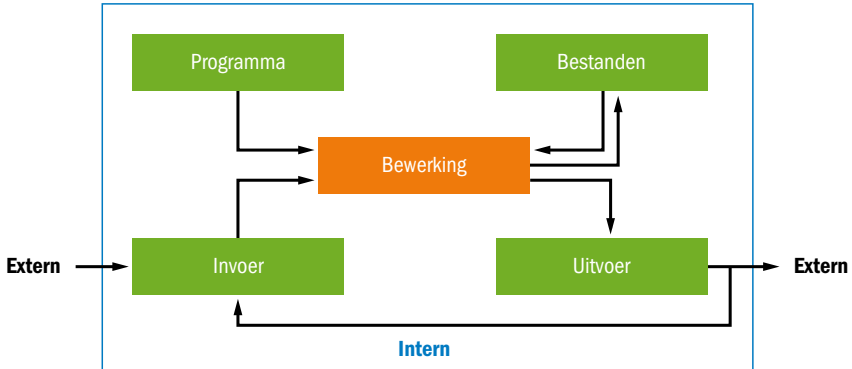 Programma
Bestanden
Bewerking
Extern
Invoer
Uitvoer
Extern
Intern